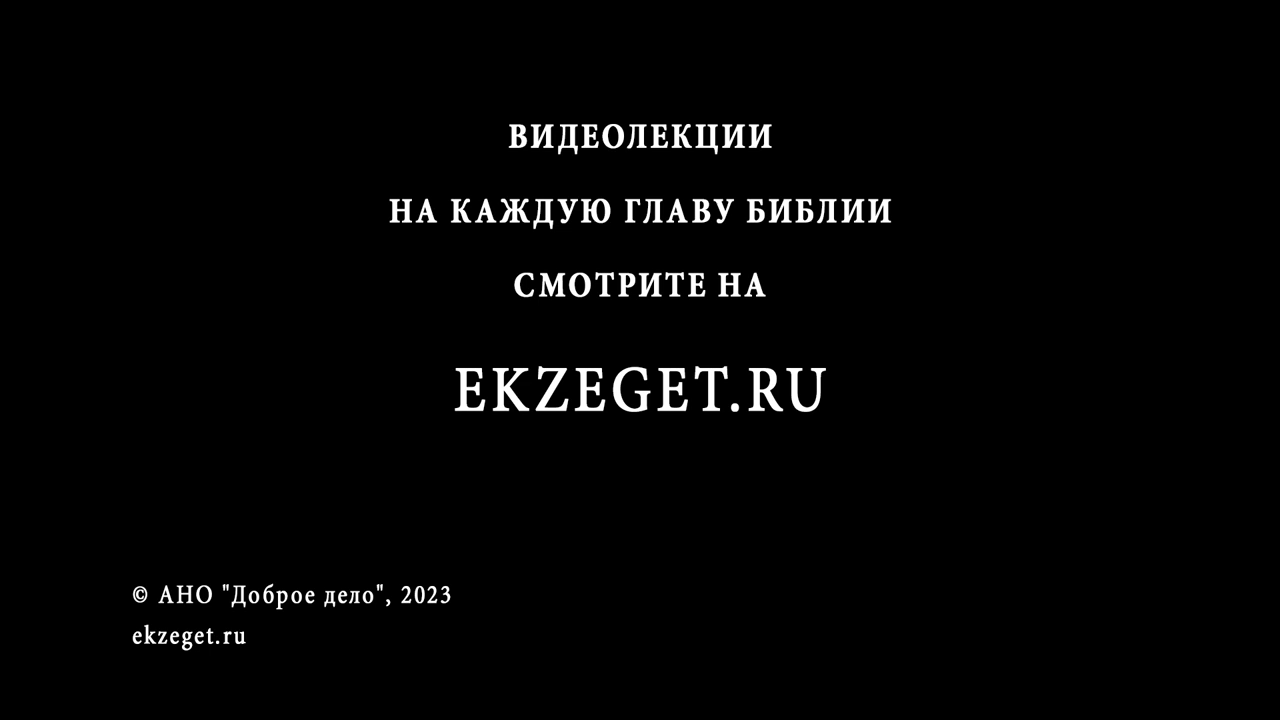 ВИДЕОЛЕКЦИИ
НА КАЖДУЮ ГЛАВУ БИБЛИИ
СМОТРИТЕ НА
EKZEGET.RU
© АНО "Доброе дело", 2023
ekzeget.ru